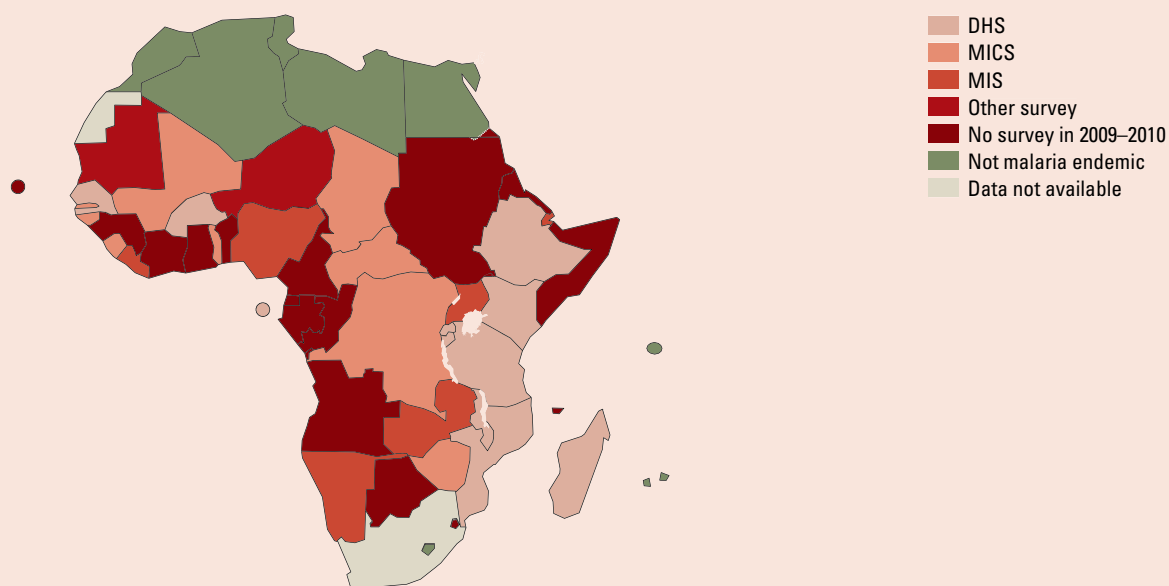 DHS
MICS
MIS
Other survey
No survey in 2009–2010
Not malaria endemic
Data not available